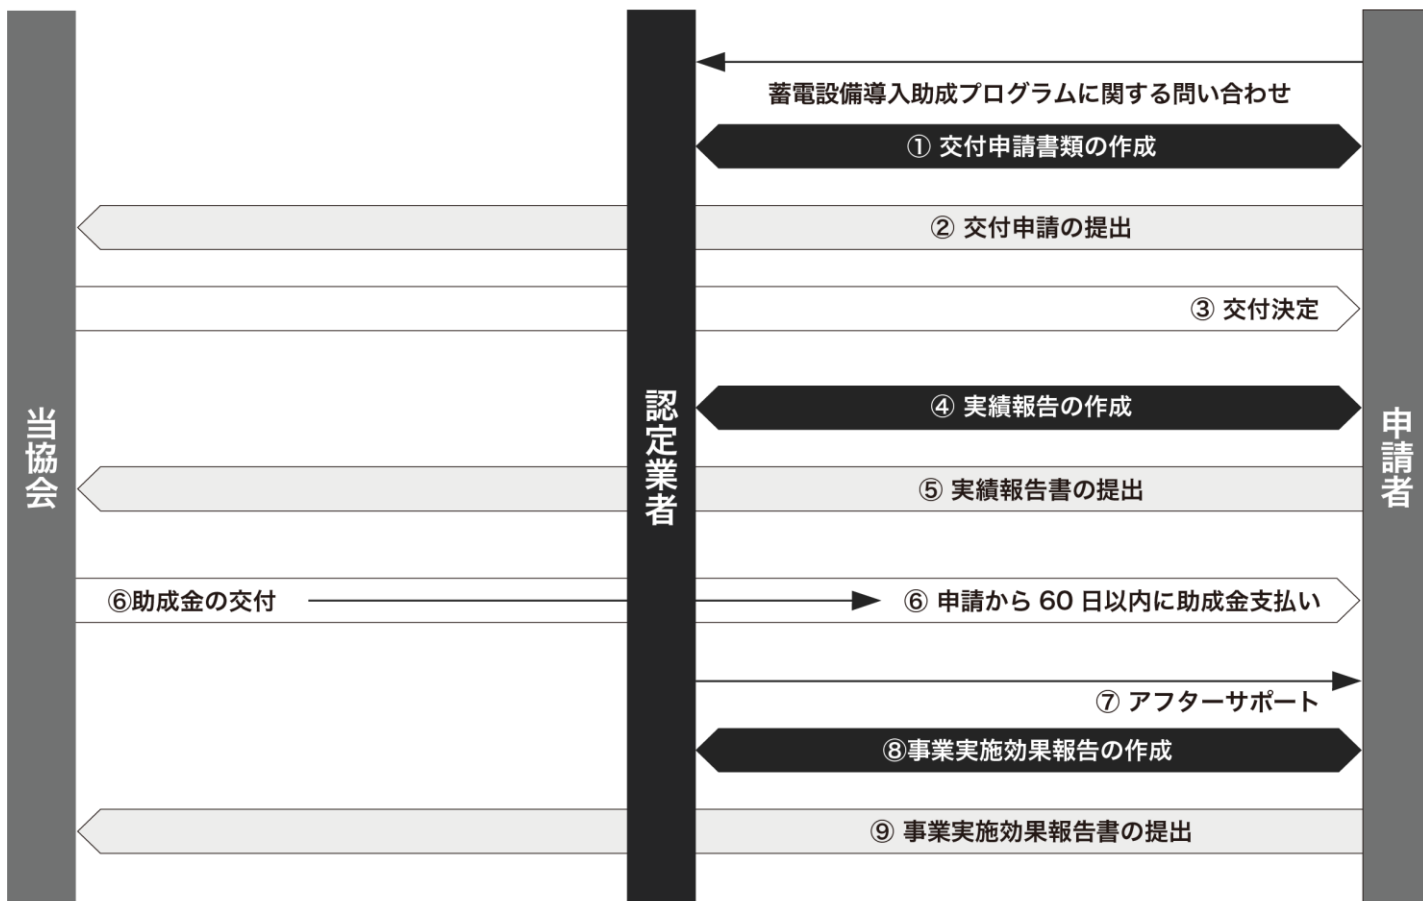 蓄電設備導入助成プログラムに関する問い合わせ
① 交付申請書類の作成
② 交付申請の提出
③ 交付決定
④ 実績報告の作成
当協会
認定業者
申請者
⑤ 実績報告書の提出
⑥助成金の交付
⑥ 申請から 60 日以内に助成金支払い
⑦ アフターサポート
⑧事業実施効果報告の作成
⑨ 事業実施効果報告書の提出